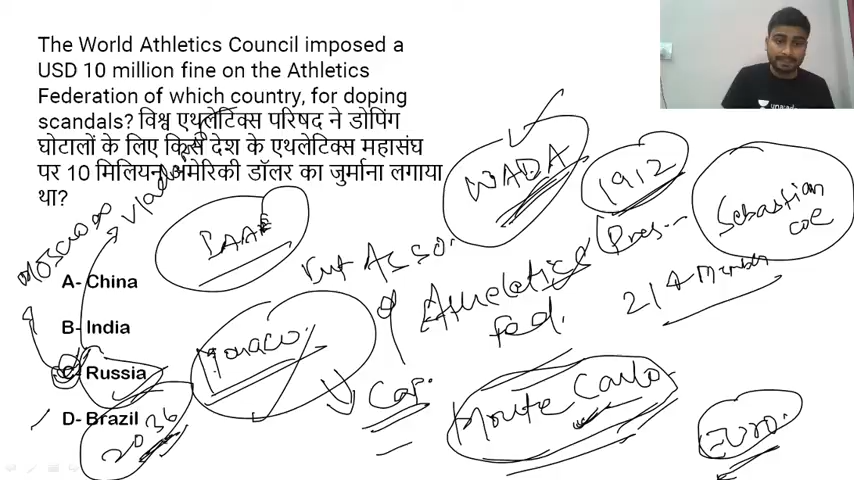 The World Athletics Council imposed a
USD 10 million fine on the Athletics
Federation of which country, for doping
scandals? विश्व एथलेटिक्स परिषद ने डोपिंग
घोटालों के लिए किस देश के एथलेटिक्स महासंघ
पर 10 मिलियन अमेरिकी डॉलर का जुर्माना लगाया
था?
WADA
1912
Sebastian
coe
IAAF
Pres..
Asso.
of
Athletics
Fed.
214 Member
A- China
B- India
C- Russia
D- Brazil
2036
Monaco.
Cap.
Monte Carlo
Euro.